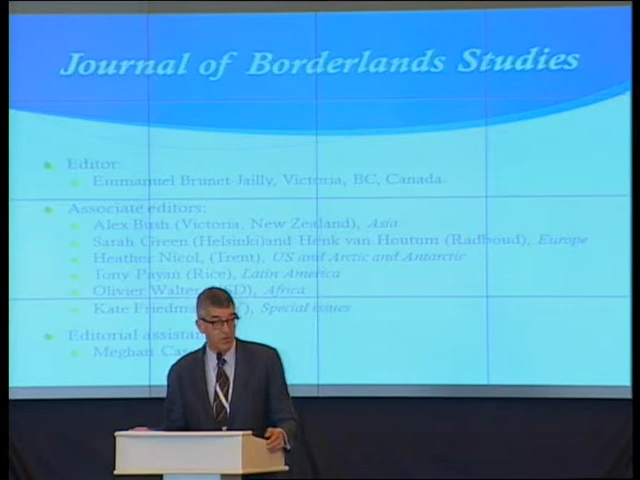 Journal of Borderlands Studies
Editor:
Emmanuel Brunet-Jailly, Victoria, BC, Canada.
Associate editors:
Alex Bush (Victoria, New Zealand), Asia
Sarah Green (Helsinki)and Henk van Houtum (Radboud), Europe
Heather Nicol, (Trent), US and Arctic and Antarctic
Tony Payan (Rice), Latin America
Olivier Walter Africa
Kate Friedma Special issues
Editorial assistan
Meghan